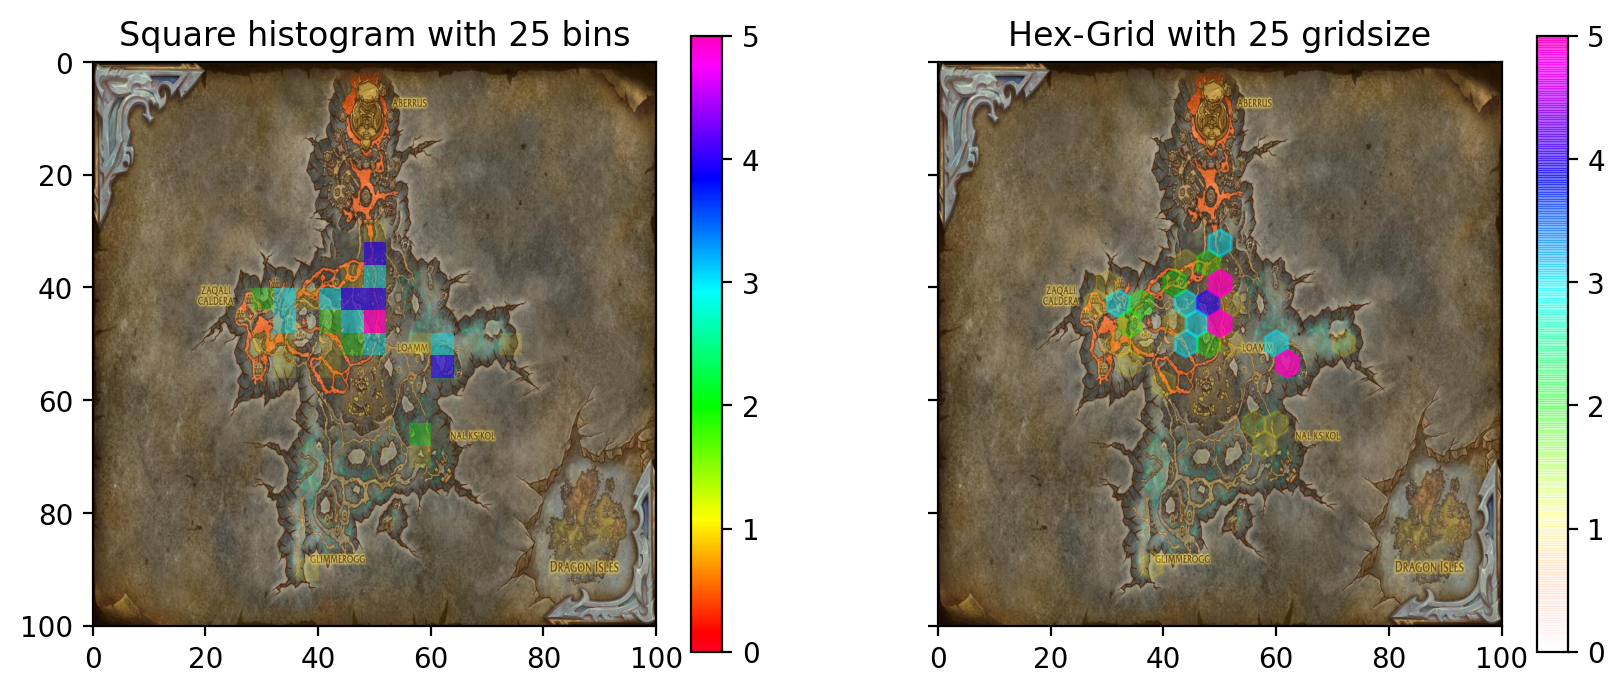 Square histogram with 25 bins
0
20
40
60
80
100
0
20
40
60
80
100
ABERRUS
ZAQALI
CALDERA
LOAMM
NAL KS'KOL
GLIMMEROGG
DRAGON ISLES
5
4
3
2
1
0
Hex-Grid with 25 gridsize
0
20
40
60
80
100
ABERRUS
ZAQALI
CALDERA
LOAMM
NAL KS'KOL
GLIMMEROGG
DRAGON ISLES
5
4
3
2
1
0